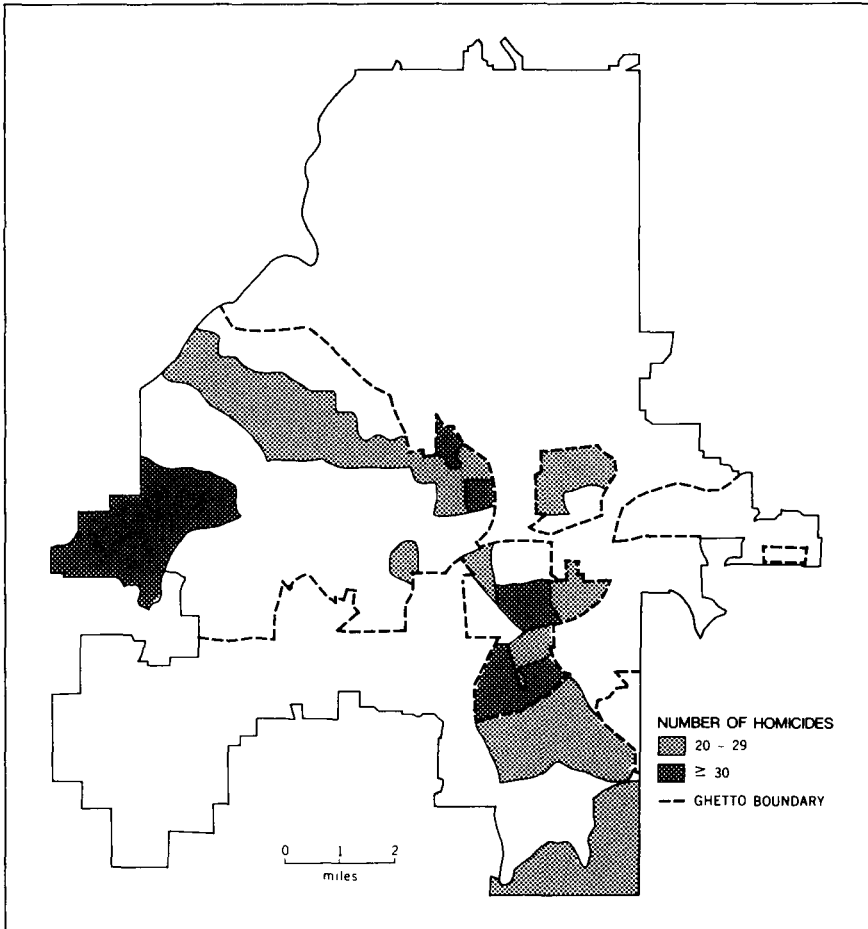 NUMBER OF HOMICIDES
20 - 29
≥ 30
GHETTO BOUNDARY
0 1 2
miles